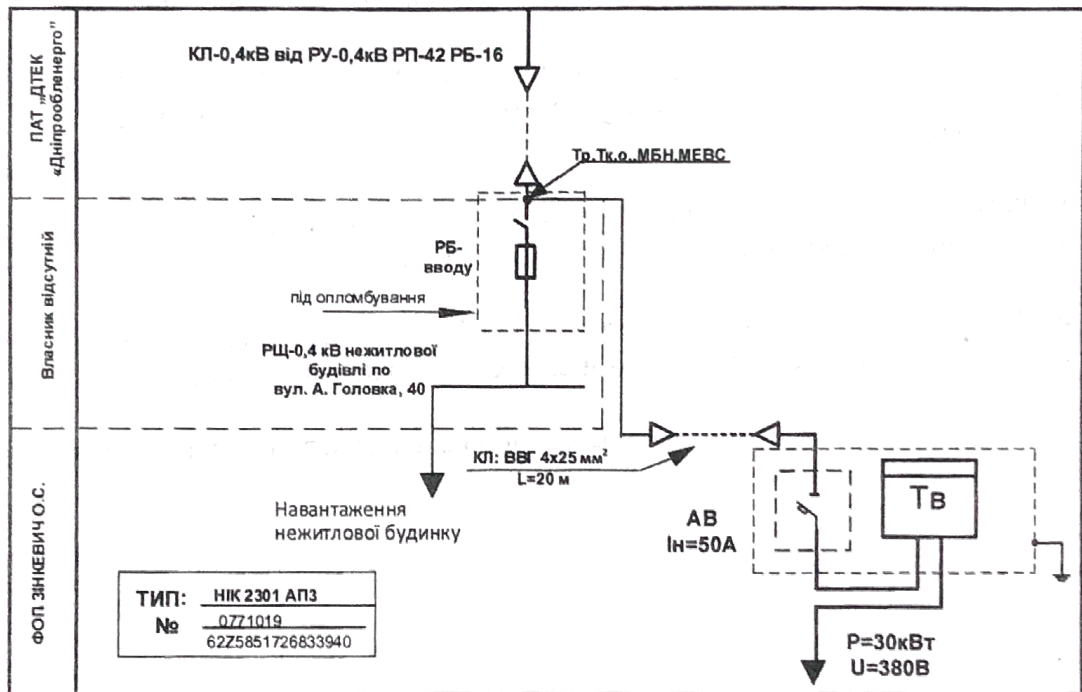 ПАТ „ДТЕК
«Дніпрообленерго"
КЛ-0,4кВ від РУ-0,4кВ РП-42 РБ-16
Тр.Тк.о..МБН.МЕВС
Власник відсутній
РБ-
вводу
під опломбування
РЩ-0,4 кВ нежитлової
будівлі по
вул. А. Головка, 40
ФОП ЗІНКЕВИЧ О.С.
КЛ: ВВГ 4х25 мм²
L=20 м
Навантаження
нежитлової будинку
АВ
Ін=50А
Тв
ТИП: НІК 2301 АП3
№ 0771019
62Z5851726833940
Р=30кВт
U=380В